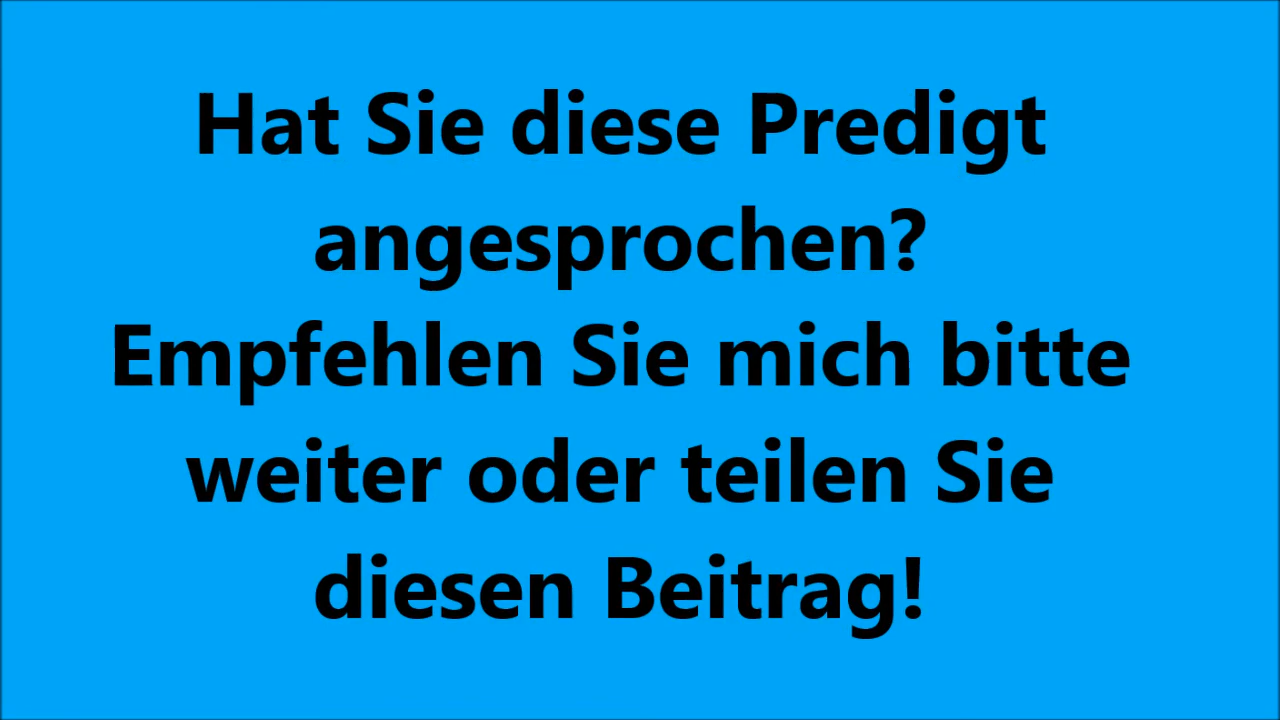 Hat Sie diese Predigt
angesprochen?
Empfehlen Sie mich bitte
weiter oder teilen Sie
diesen Beitrag!